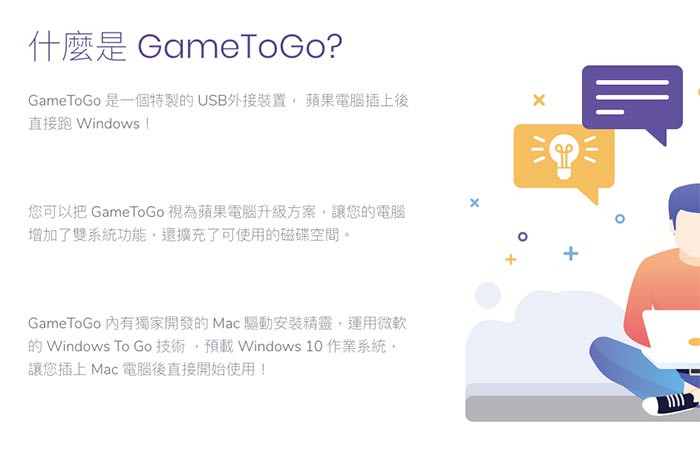 什麼是 GameToGo?
GameToGo 是一個特製的 USB外接裝置， 蘋果電腦插上後
直接跑 Windows！
您可以把 GameToGo 視為蘋果電腦升級方案，讓您的電腦
增加了雙系統功能，還擴充了可使用的磁碟空間。
GameToGo 內有獨家開發的 Mac 驅動安裝精靈，運用微軟
的 Windows To Go 技術 ，預載 Windows 10 作業系統，
讓您插上 Mac 電腦後直接開始使用！